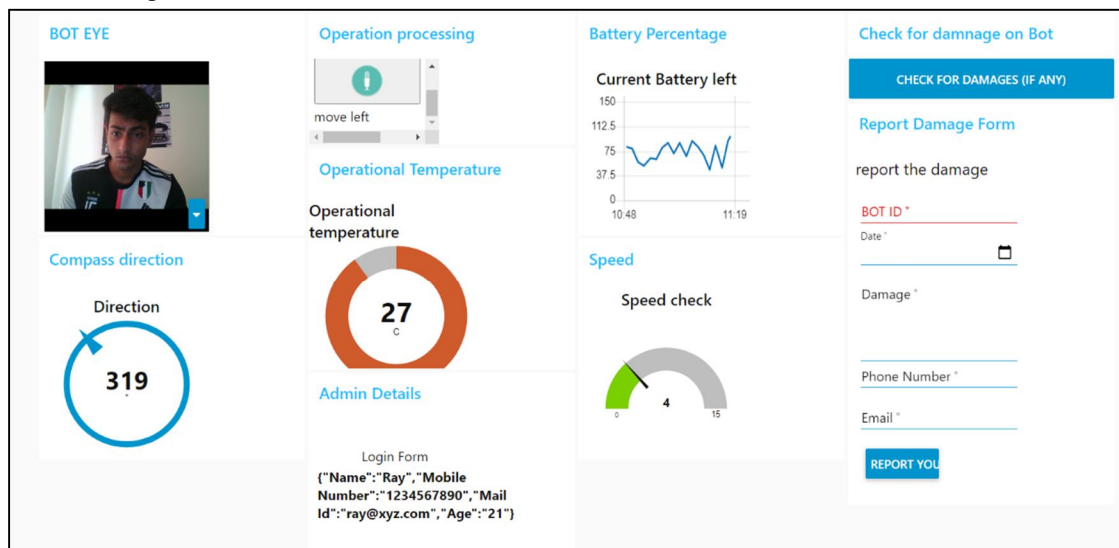 BOT EYE
Compass direction
Direction
319
Operation processing
move left
Operational Temperature
Operational
temperature
27
C
Admin Details
Login Form
{"Name":"Ray","Mobile
Number":"1234567890","Mail
Id":"ray@xyz.com","Age":"21"}
Battery Percentage
Current Battery left
150
112.5
75
37.5
0
10:48 11:19
Speed
Speed check
4
0 15
Check for damnage on Bot
CHECK FOR DAMAGES (IF ANY)
Report Damage Form
report the damage
BOT ID *
Date *
Damage *
Phone Number *
Email *
REPORT YOU